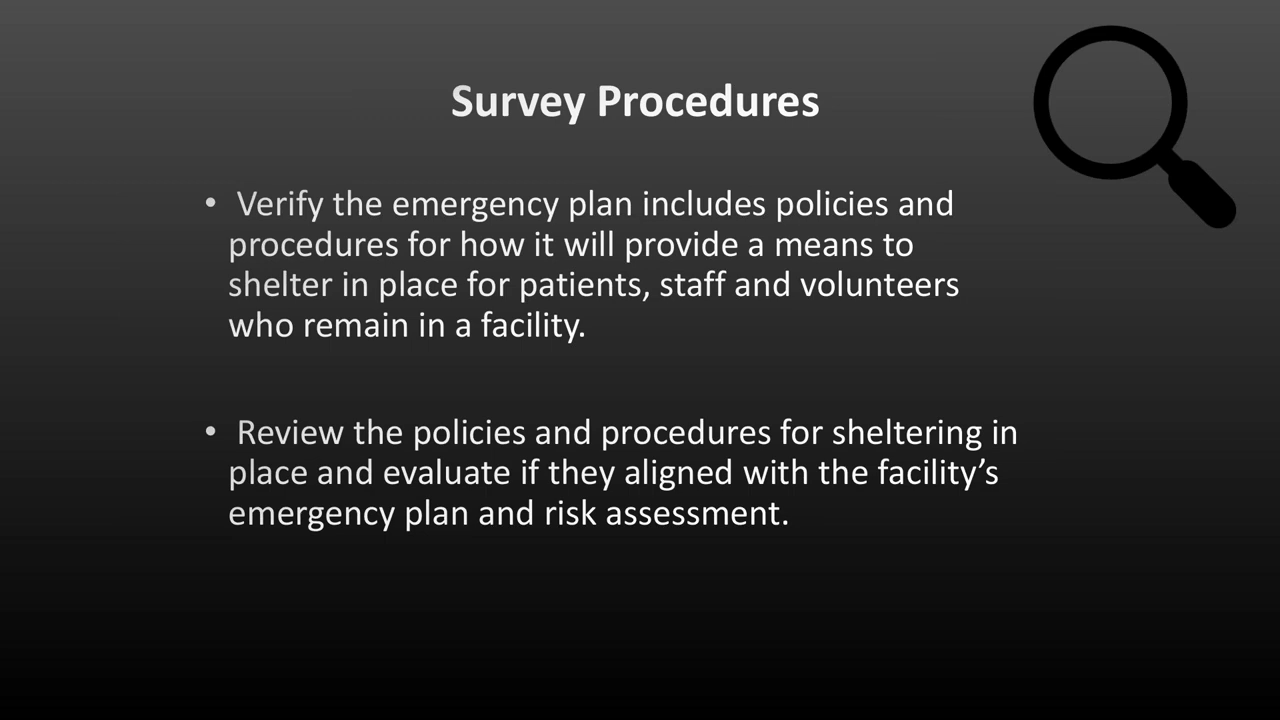 Survey Procedures
• Verify the emergency plan includes policies and
procedures for how it will provide a means to
shelter in place for patients, staff and volunteers
who remain in a facility.
• Review the policies and procedures for sheltering in
place and evaluate if they aligned with the facility’s
emergency plan and risk assessment.